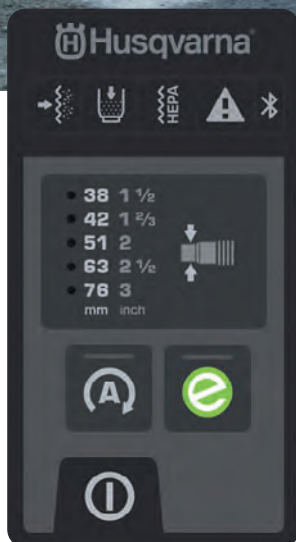 Husqvarna
HEPA
38 1 1/2
42 1 2/3
51 2
63 2 1/2
76 3
mm inch
A
e